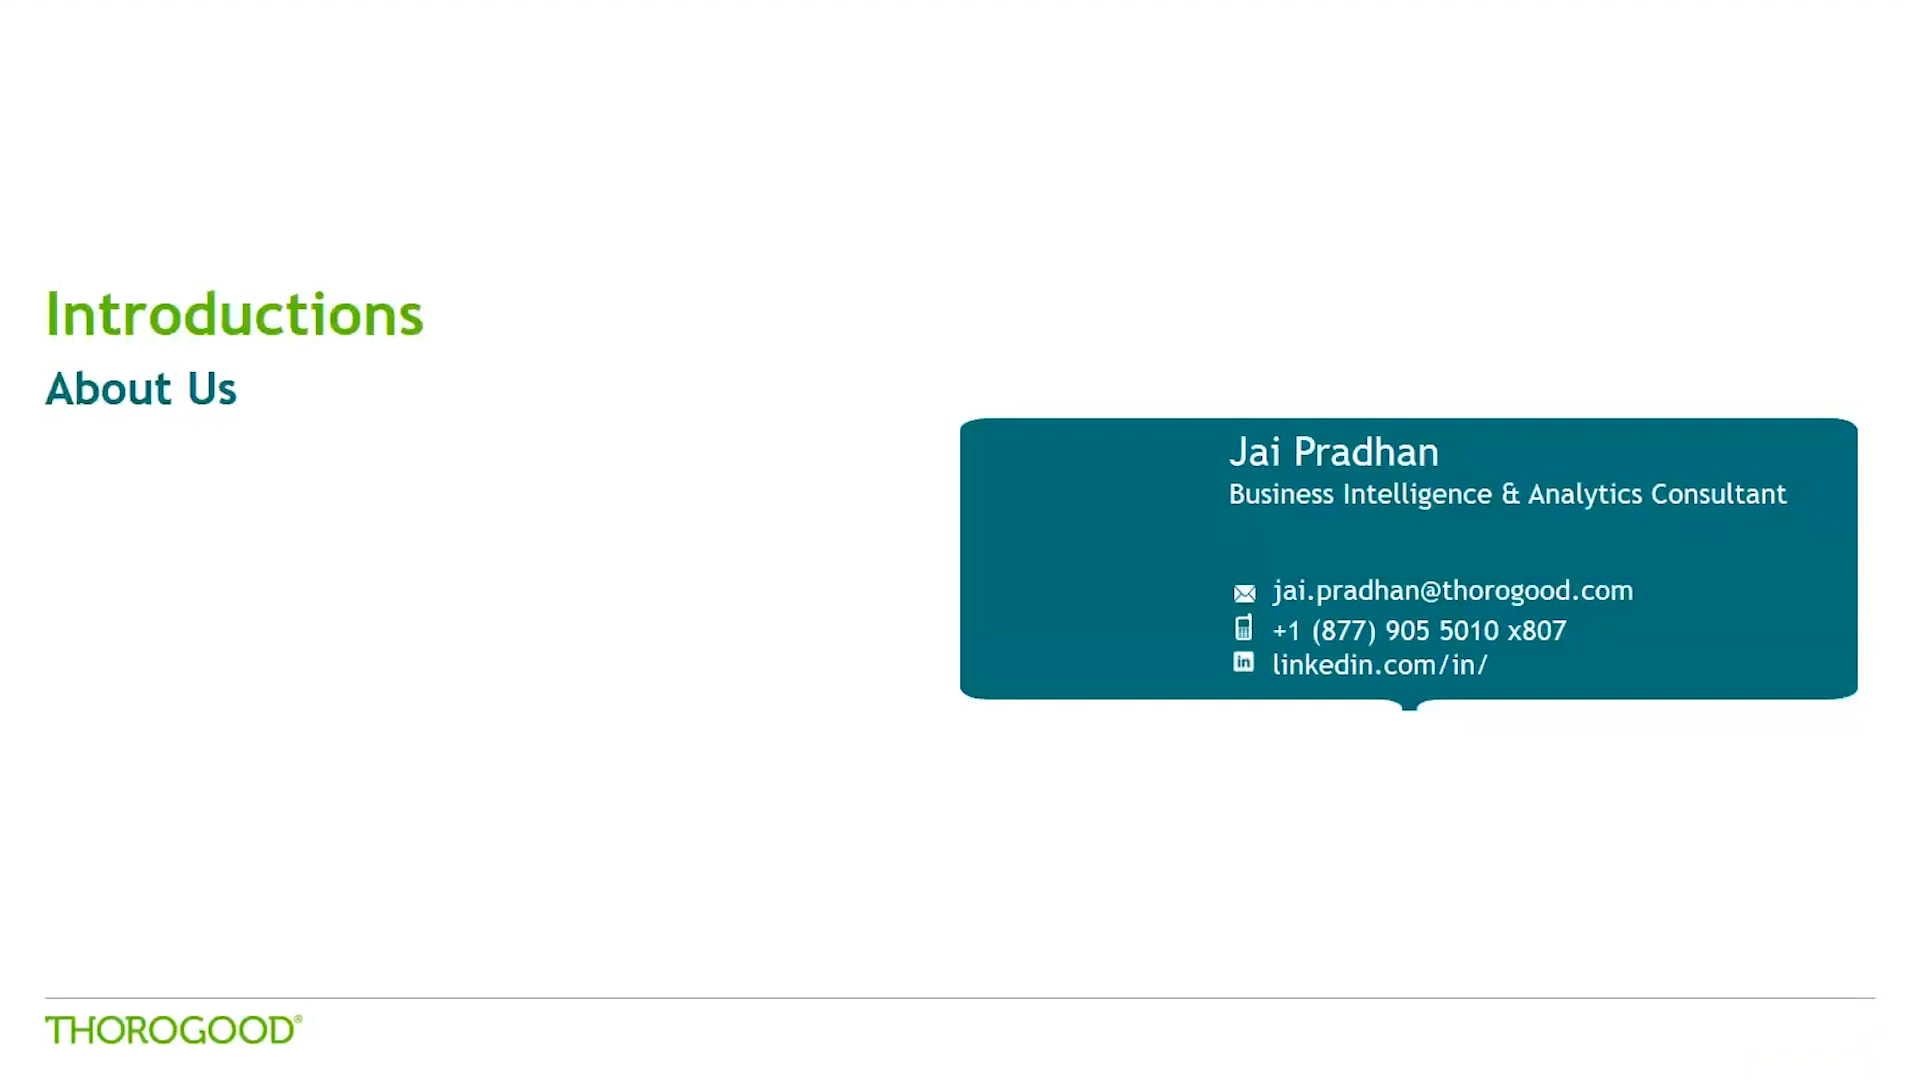 Introductions
About Us
Jai Pradhan
Business Intelligence & Analytics Consultant
jai.pradhan@thorogood.com
+1 (877) 905 5010 x807
in linkedin.com/in/
THOROGOOD®